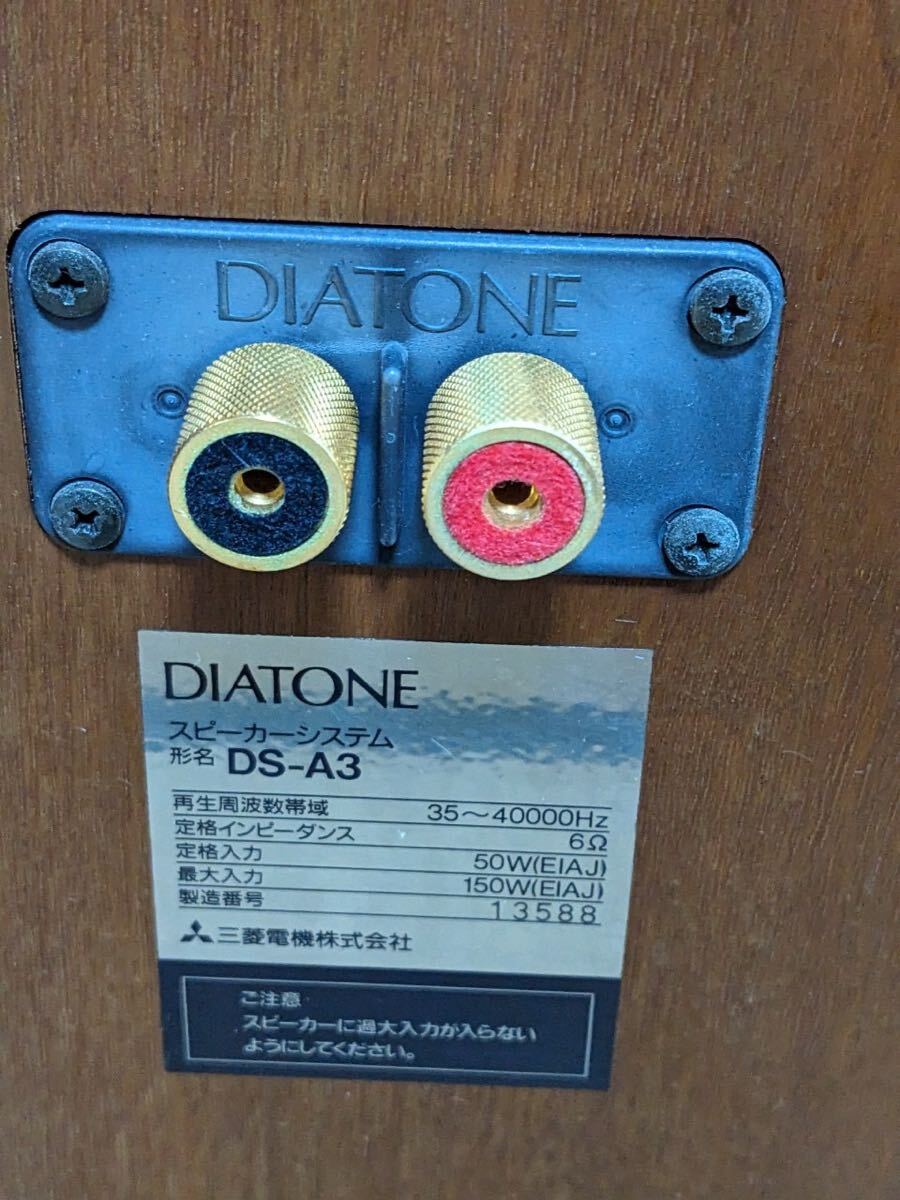 DIATONE
DIATONE
スピーカーシステム
形名 DS-A3
再生周波数帯域 35～40000Hz
定格インピーダンス 6Ω
定格入力 50W(EIAJ)
最大入力 150W(EIAJ)
製造番号 13588
三菱電機株式会社
ご注意
スピーカーに過大入力が入らない
ようにしてください。